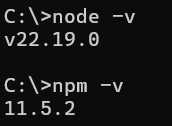 C:\>node -v
v22.19.0
C:\>npm -v
11.5.2